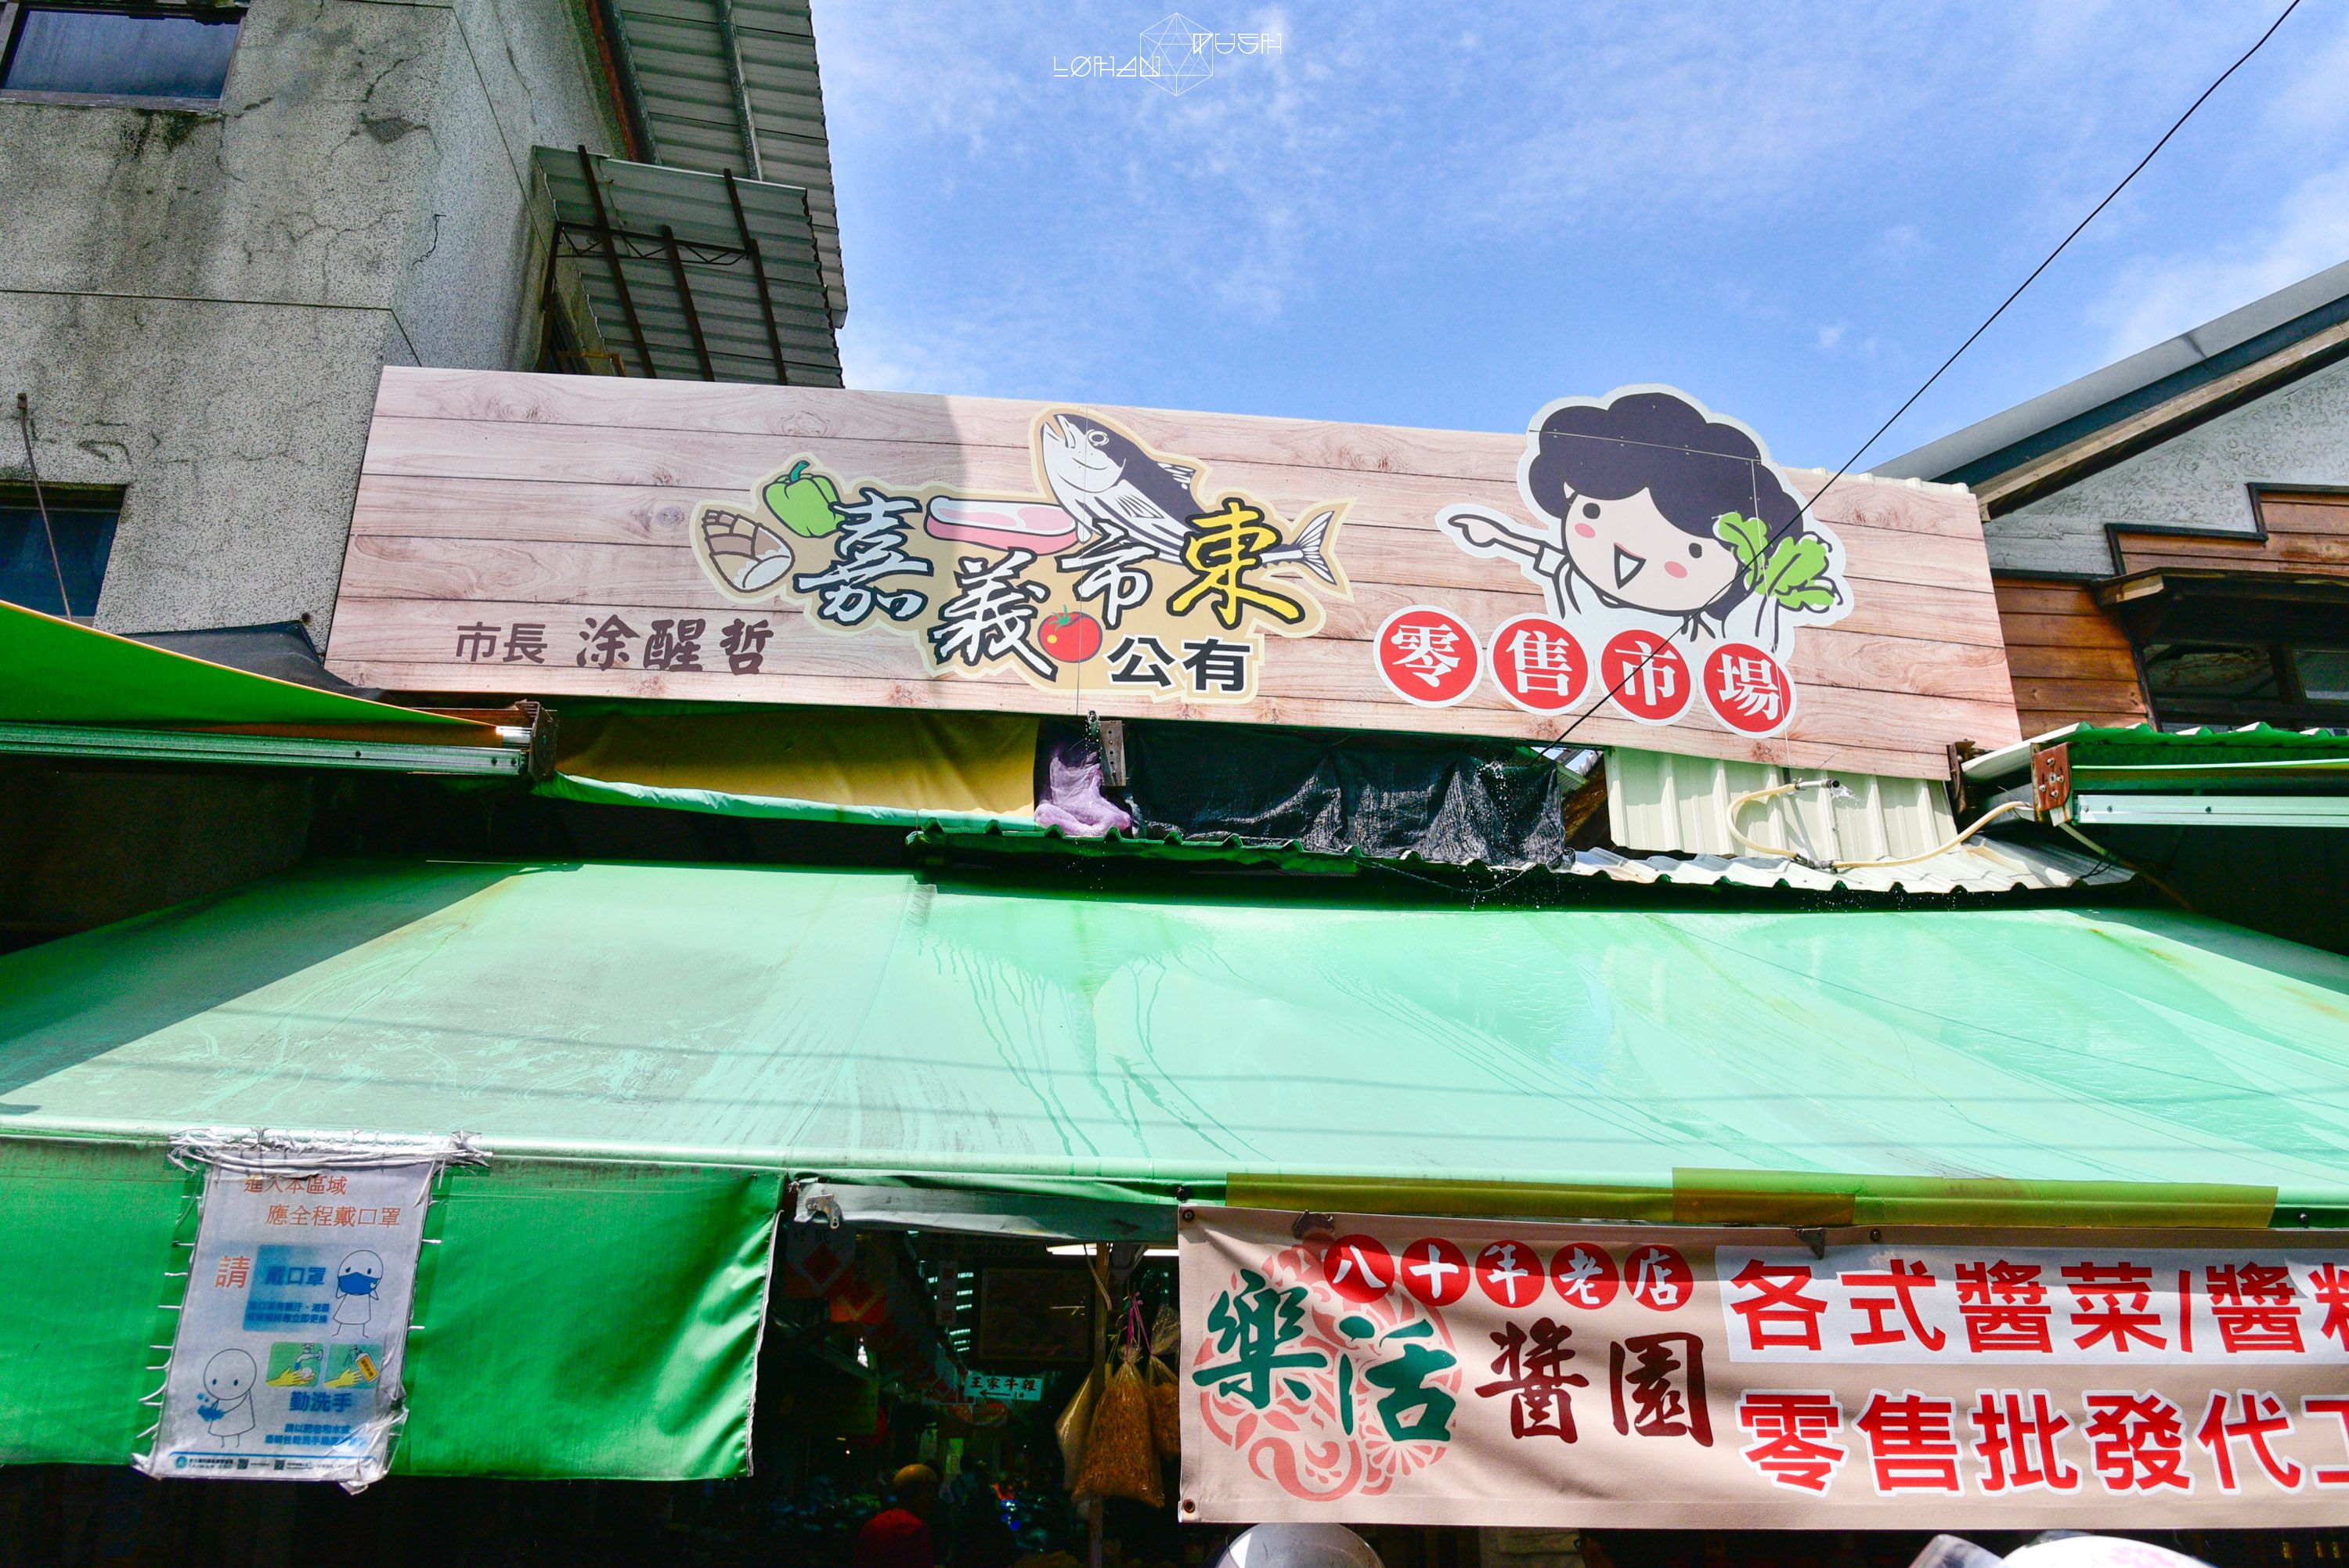 LOHAN MUSH
嘉義市東
公有
零售市場
市長 涂醒哲
進入本區域
應全程戴口罩
請 戴口罩
勤洗手
王家牛雜
八十年老店
樂活醬園
各式醬菜/醬料
零售批發代工